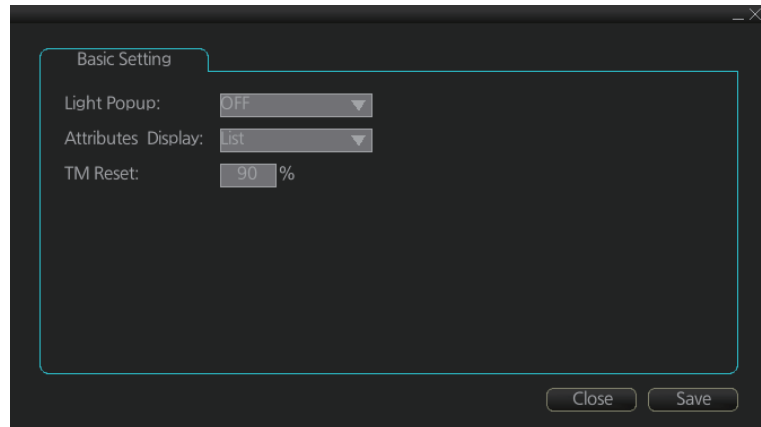 Basic Setting
Light Popup: OFF
Attributes Display: List
TM Reset: 90 %
Close Save